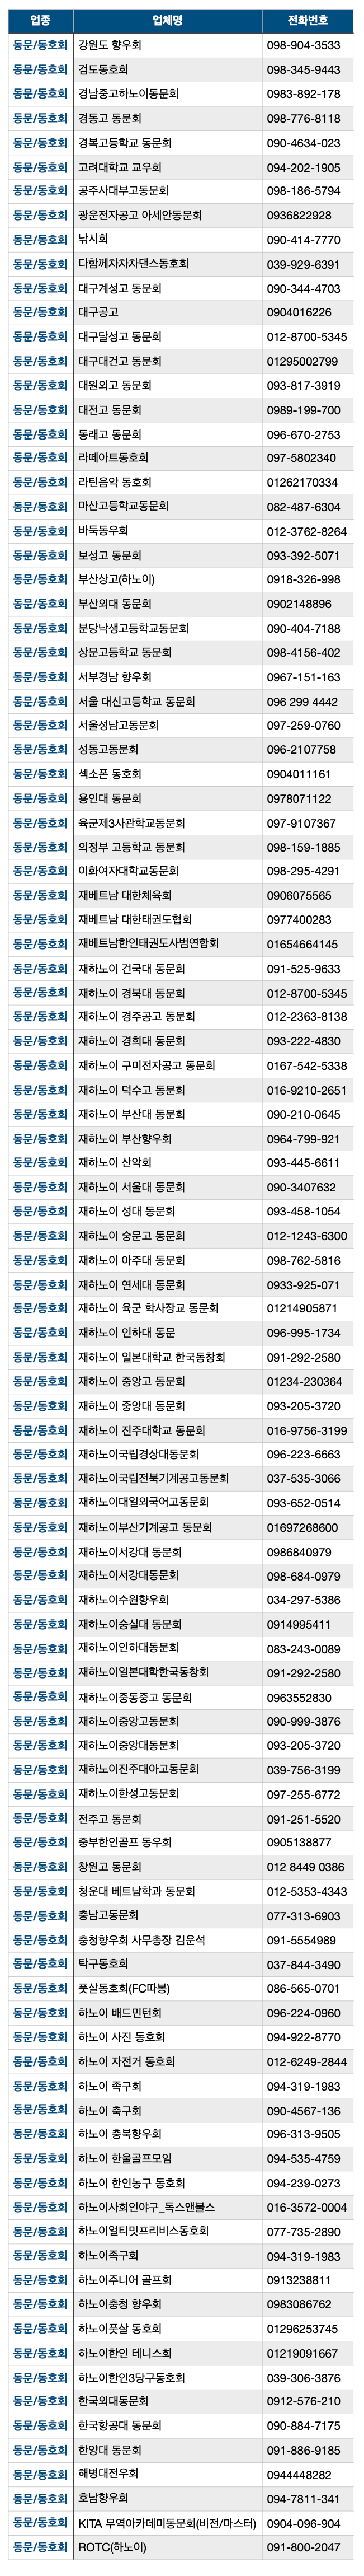 업종 업체명 전화번호
동문/동호회 강원도 향우회 098-904-3533
동문/동호회 검도동호회 098-345-9443
동문/동호회 경남중고하노이동문회 0983-892-178
동문/동호회 경동고 동문회 098-776-8118
동문/동호회 경복고등학교 동문회 090-4634-023
동문/동호회 고려대학교 교우회 094-202-1905
동문/동호회 공주사대부고동문회 098-186-5794
동문/동호회 광운전자공고 아세안동문회 0936822928
동문/동호회 낚시회 090-414-7770
동문/동호회 다함께차차차댄스동호회 039-929-6391
동문/동호회 대구계성고 동문회 090-344-4703
동문/동호회 대구공고 0904016226
동문/동호회 대구달성고 동문회 012-8700-5345
동문/동호회 대구대건고 동문회 01295002799
동문/동호회 대원외고 동문회 093-817-3919
동문/동호회 대전고 동문회 0989-199-700
동문/동호회 동래고 동문회 096-670-2753
동문/동호회 라떼아트동호회 097-5802340
동문/동호회 라틴음악 동호회 01262170334
동문/동호회 마산고등학교동문회 082-487-6304
동문/동호회 바둑동우회 012-3762-8264
동문/동호회 보성고 동문회 093-392-5071
동문/동호회 부산상고(하노이) 0918-326-998
동문/동호회 부산외대 동문회 0902148896
동문/동호회 분당낙생고등학교동문회 090-404-7188
동문/동호회 상문고등학교 동문회 098-4156-402
동문/동호회 서부경남 향우회 0967-151-163
동문/동호회 서울 대신고등학교 동문회 096 299 4442
동문/동호회 서울성남고동문회 097-259-0760
동문/동호회 성동고동문회 096-2107758
동문/동호회 섹소폰 동호회 0904011161
동문/동호회 용인대 동문회 0978071122
동문/동호회 육군제3사관학교동문회 097-9107367
동문/동호회 의정부 고등학교 동문회 098-159-1885
동문/동호회 이화여자대학교동문회 098-295-4291
동문/동호회 재베트남 대한체육회 0906075565
동문/동호회 재베트남 대한태권도협회 0977400283
동문/동호회 재베트남한인태권도사범연합회 01654664145
동문/동호회 재하노이 건국대 동문회 091-525-9633
동문/동호회 재하노이 경북대 동문회 012-8700-5345
동문/동호회 재하노이 경주공고 동문회 012-2363-8138
동문/동호회 재하노이 경희대 동문회 093-222-4830
동문/동호회 재하노이 구미전자공고 동문회 0167-542-5338
동문/동호회 재하노이 덕수고 동문회 016-9210-2651
동문/동호회 재하노이 부산대 동문회 090-210-0645
동문/동호회 재하노이 부산향우회 0964-799-921
동문/동호회 재하노이 산악회 093-445-6611
동문/동호회 재하노이 서울대 동문회 090-3407632
동문/동호회 재하노이 성대 동문회 093-458-1054
동문/동호회 재하노이 숭문고 동문회 012-1243-6300
동문/동호회 재하노이 아주대 동문회 098-762-5816
동문/동호회 재하노이 연세대 동문회 0933-925-071
동문/동호회 재하노이 육군 학사장교 동문회 01214905871
동문/동호회 재하노이 인하대 동문 096-995-1734
동문/동호회 재하노이 일본대학교 한국동창회 091-292-2580
동문/동호회 재하노이 중앙고 동문회 01234-230364
동문/동호회 재하노이 중앙대 동문회 093-205-3720
동문/동호회 재하노이 진주대학교 동문회 016-9756-3199
동문/동호회 재하노이국립경상대동문회 096-223-6663
동문/동호회 재하노이국립전북기계공고동문회 037-535-3066
동문/동호회 재하노이대일외국어고동문회 093-652-0514
동문/동호회 재하노이부산기계공고 동문회 01697268600
동문/동호회 재하노이서강대 동문회 0986840979
동문/동호회 재하노이서강대동문회 098-684-0979
동문/동호회 재하노이수원향우회 034-297-5386
동문/동호회 재하노이숭실대 동문회 0914995411
동문/동호회 재하노이인하대동문회 083-243-0089
동문/동호회 재하노이일본대학한국동창회 091-292-2580
동문/동호회 재하노이중동중고 동문회 0963552830
동문/동호회 재하노이중앙고동문회 090-999-3876
동문/동호회 재하노이중앙대동문회 093-205-3720
동문/동호회 재하노이진주대아고동문회 039-756-3199
동문/동호회 재하노이한성고동문회 097-255-6772
동문/동호회 전주고 동문회 091-251-5520
동문/동호회 중부한인골프 동우회 0905138877
동문/동호회 창원고 동문회 012 8449 0386
동문/동호회 청운대 베트남학과 동문회 012-5353-4343
동문/동호회 충남고동문회 077-313-6903
동문/동호회 충청향우회 사무총장 김운석 091-5554989
동문/동호회 탁구동호회 037-844-3490
동문/동호회 풋살동호회(FC따봉) 086-565-0701
동문/동호회 하노이 배드민턴회 096-224-0960
동문/동호회 하노이 사진 동호회 094-922-8770
동문/동호회 하노이 자전거 동호회 012-6249-2844
동문/동호회 하노이 족구회 094-319-1983
동문/동호회 하노이 축구회 090-4567-136
동문/동호회 하노이 충북향우회 096-313-9505
동문/동호회 하노이 한울골프모임 094-535-4759
동문/동호회 하노이 한인농구 동호회 094-239-0273
동문/동호회 하노이사회인야구_독스앤불스 016-3572-0004
동문/동호회 하노이얼티밋프리비스동호회 077-735-2890
동문/동호회 하노이족구회 094-319-1983
동문/동호회 하노이주니어 골프회 0913238811
동문/동호회 하노이충청 향우회 0983086762
동문/동호회 하노이풋살 동호회 01296253745
동문/동호회 하노이한인 테니스회 01219091667
동문/동호회 하노이한인3당구동호회 039-306-3876
동문/동호회 한국외대동문회 0912-576-210
동문/동호회 한국항공대 동문회 090-884-7175
동문/동호회 한양대 동문회 091-886-9185
동문/동호회 해병대전우회 0944448282
동문/동호회 호남향우회 094-7811-341
동문/동호회 KITA 무역아카데미동문회(비전/마스터) 0904-096-904
동문/동호회 ROTC(하노이) 091-800-2047